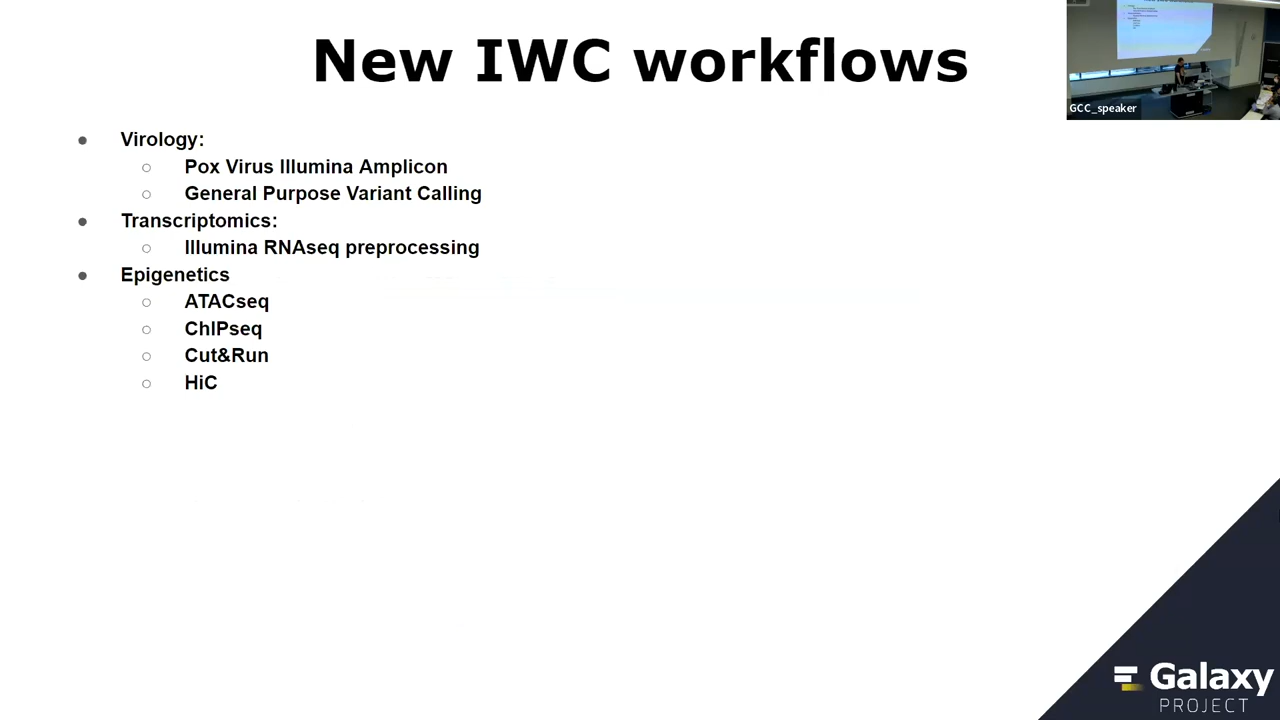 New IWC workflows
GCC_speaker
Virology:
Pox Virus Illumina Amplicon
General Purpose Variant Calling
Transcriptomics:
Illumina RNAseq preprocessing
Epigenetics
ATACseq
ChIPseq
Cut&Run
HiC
Galaxy
PROJECT